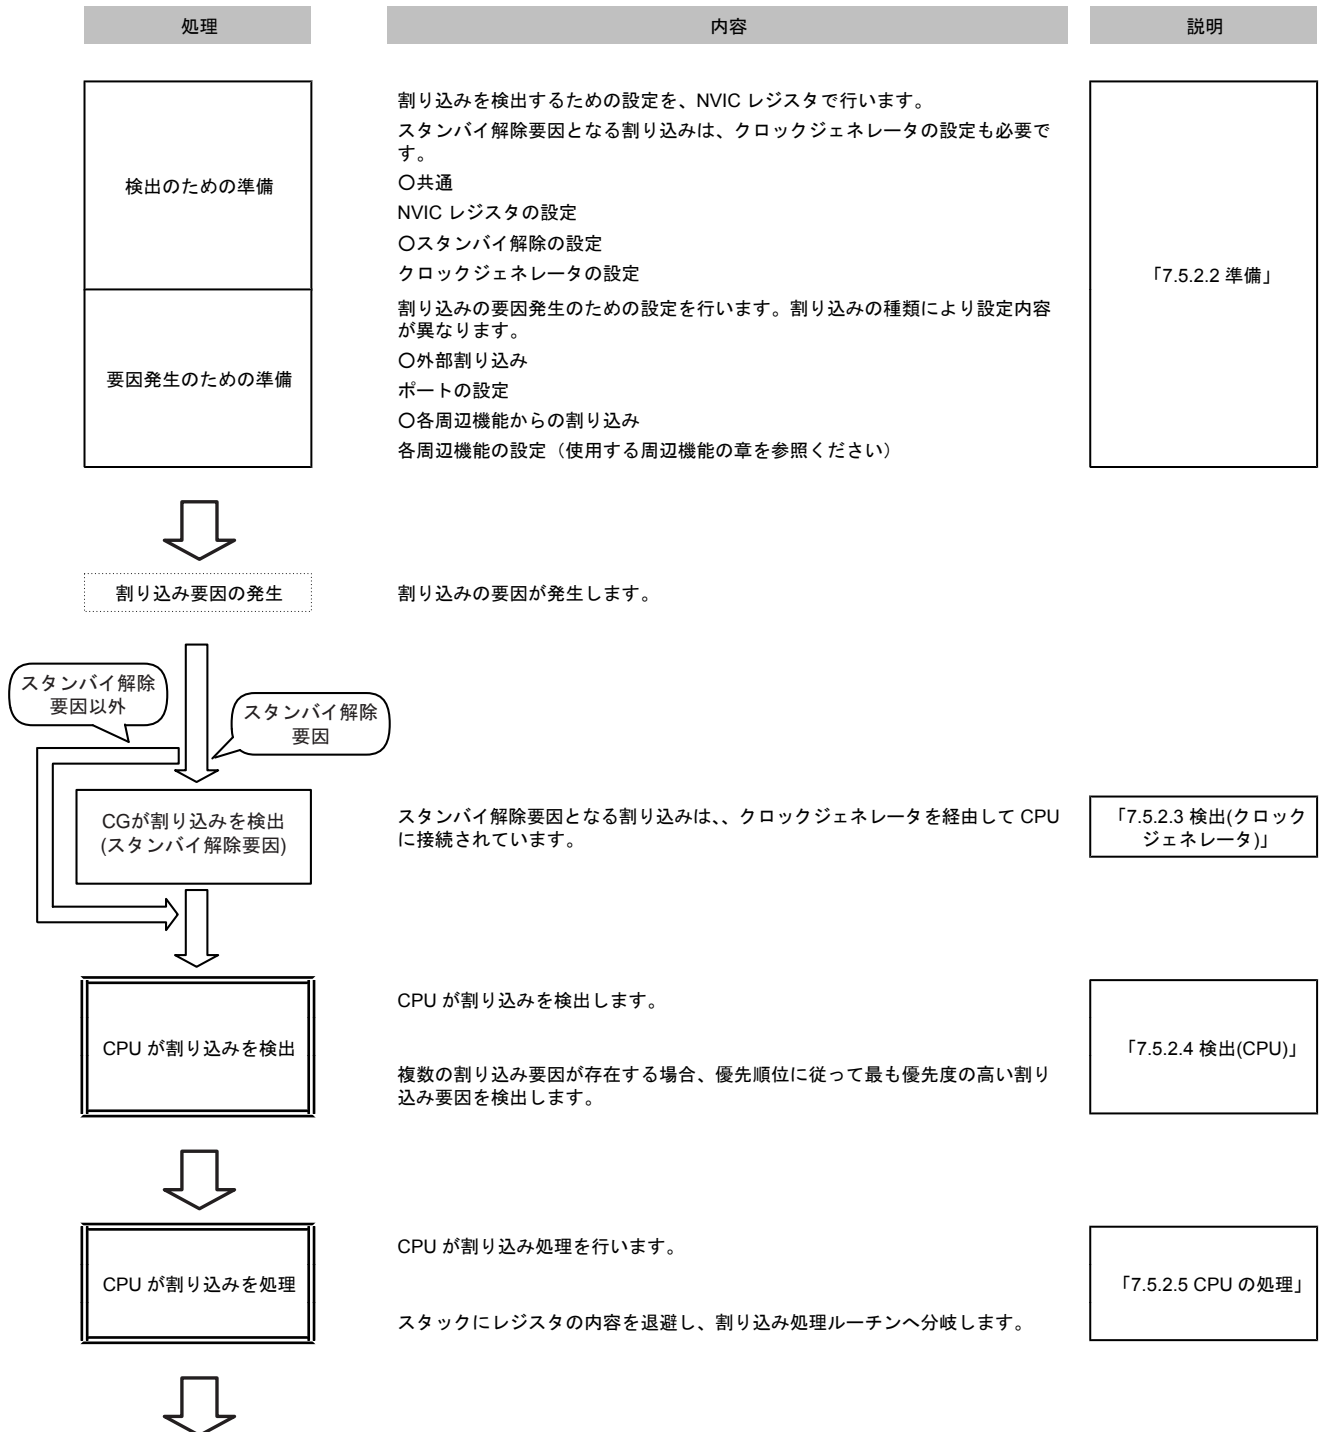 処理
内容
説明
検出のための準備
割り込みを検出するための設定を、NVIC レジスタで行います。
スタンバイ解除要因となる割り込みは、クロックジェネレータの設定も必要で
す。
〇共通
NVIC レジスタの設定
〇スタンバイ解除の設定
クロックジェネレータの設定
「7.5.2.2 準備」
要因発生のための準備
割り込みの要因発生のための設定を行います。割り込みの種類により設定内容
が異なります。
〇外部割り込み
ポートの設定
〇各周辺機能からの割り込み
各周辺機能の設定（使用する周辺機能の章を参照ください）
割り込み要因の発生
割り込みの要因が発生します。
スタンバイ解除
要因以外
スタンバイ解除
要因
CGが割り込みを検出
(スタンバイ解除要因)
スタンバイ解除要因となる割り込みは、、クロックジェネレータを経由して CPU
に接続されています。
「7.5.2.3 検出(クロック
ジェネレータ)」
CPU が割り込みを検出
CPU が割り込みを検出します。
複数の割り込み要因が存在する場合、優先順位に従って最も優先度の高い割り
込み要因を検出します。
「7.5.2.4 検出(CPU)」
CPU が割り込みを処理
CPU が割り込み処理を行います。
スタックにレジスタの内容を退避し、割り込み処理ルーチンへ分岐します。
「7.5.2.5 CPU の処理」